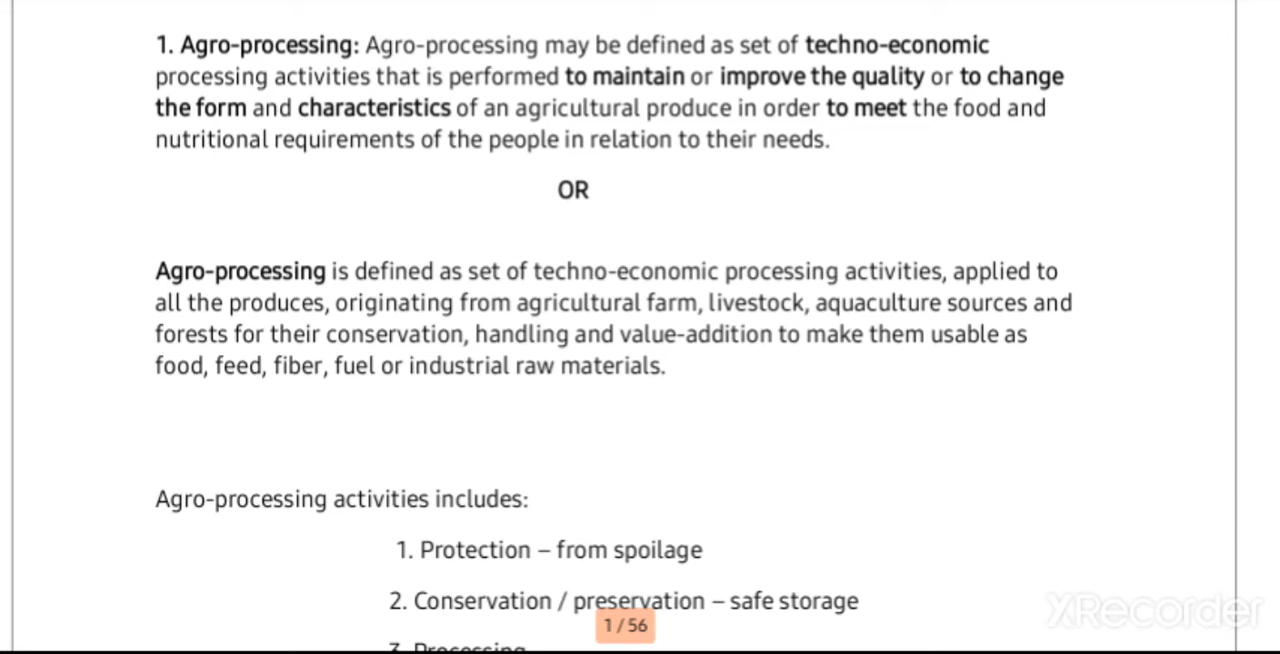 1. Agro-processing: Agro-processing may be defined as set of techno-economic
processing activities that is performed to maintain or improve the quality or to change
the form and characteristics of an agricultural produce in order to meet the food and
nutritional requirements of the people in relation to their needs.
OR
Agro-processing is defined as set of techno-economic processing activities, applied to
all the produces, originating from agricultural farm, livestock, aquaculture sources and
forests for their conservation, handling and value-addition to make them usable as
food, feed, fiber, fuel or industrial raw materials.
Agro-processing activities includes:
1. Protection – from spoilage
2. Conservation / preservation – safe storage
1 / 56
XRecorder
3. Processing